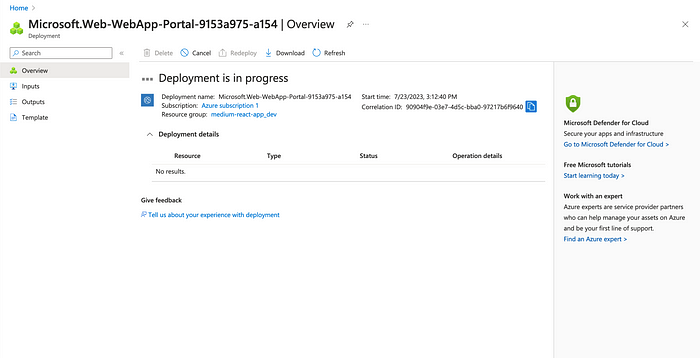 Home >
Microsoft.Web-WebApp-Portal-9153a975-a154 | Overview
Deployment
Search
Overview
Inputs
Outputs
Template
Delete Cancel Redeploy Download Refresh
Deployment is in progress
Deployment name: Microsoft.Web-WebApp-Portal-9153a975-a154
Subscription: Azure subscription 1
Resource group: medium-react-app_dev
Start time: 7/23/2023, 3:12:40 PM
Correlation ID: 90904f9e-03e7-4d5c-bba0-97217b6f9640
Deployment details
Resource Type Status Operation details
No results.
Give feedback
Tell us about your experience with deployment
Microsoft Defender for Cloud
Secure your apps and infrastructure
Go to Microsoft Defender for Cloud >
Free Microsoft tutorials
Start learning today >
Work with an expert
Azure experts are service provider partners
who can help manage your assets on Azure
and be your first line of support.
Find an Azure expert >